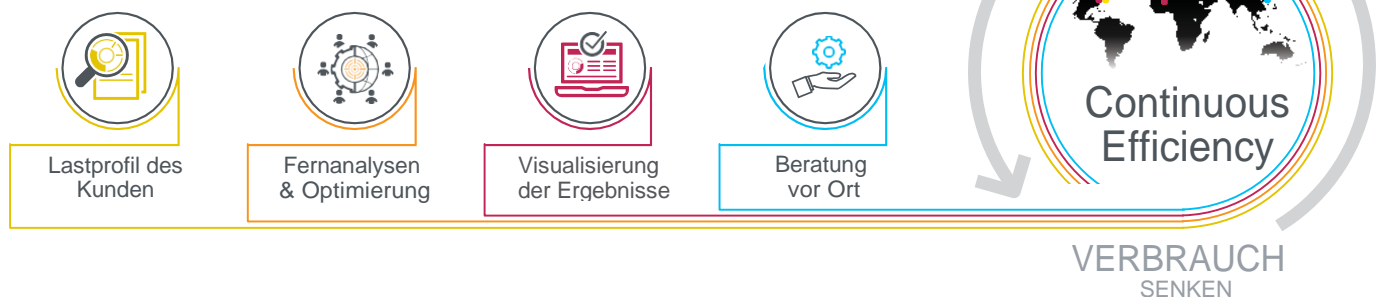 Lastprofil des
Kunden
Fernanalysen
& Optimierung
Visualisierung
der Ergebnisse
Beratung
vor Ort
Continuous
Efficiency
VERBRAUCH
SENKEN